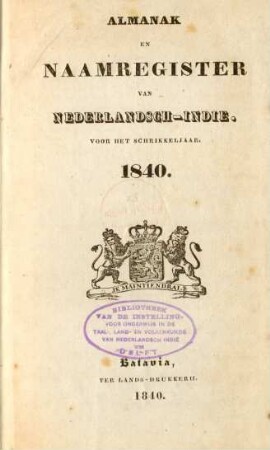 ALMANAK
EN
NAAMREGISTER
VAN
NEDERLANDSCH-INDIE.
VOOR HET SCHRIKKELJAAR.
1840.
JE MAINTIENDRAI
BIBLIOTHEEK
VAN DE INSTELLING
VOOR ONDERWIJS IN DE
TAAL-, LAND- EN VOLKENKUNDE
VAN NEDERLANDSCH INDIË
DELFT
Batavia,
TER LANDS-DRUKKERIJ.
1840.